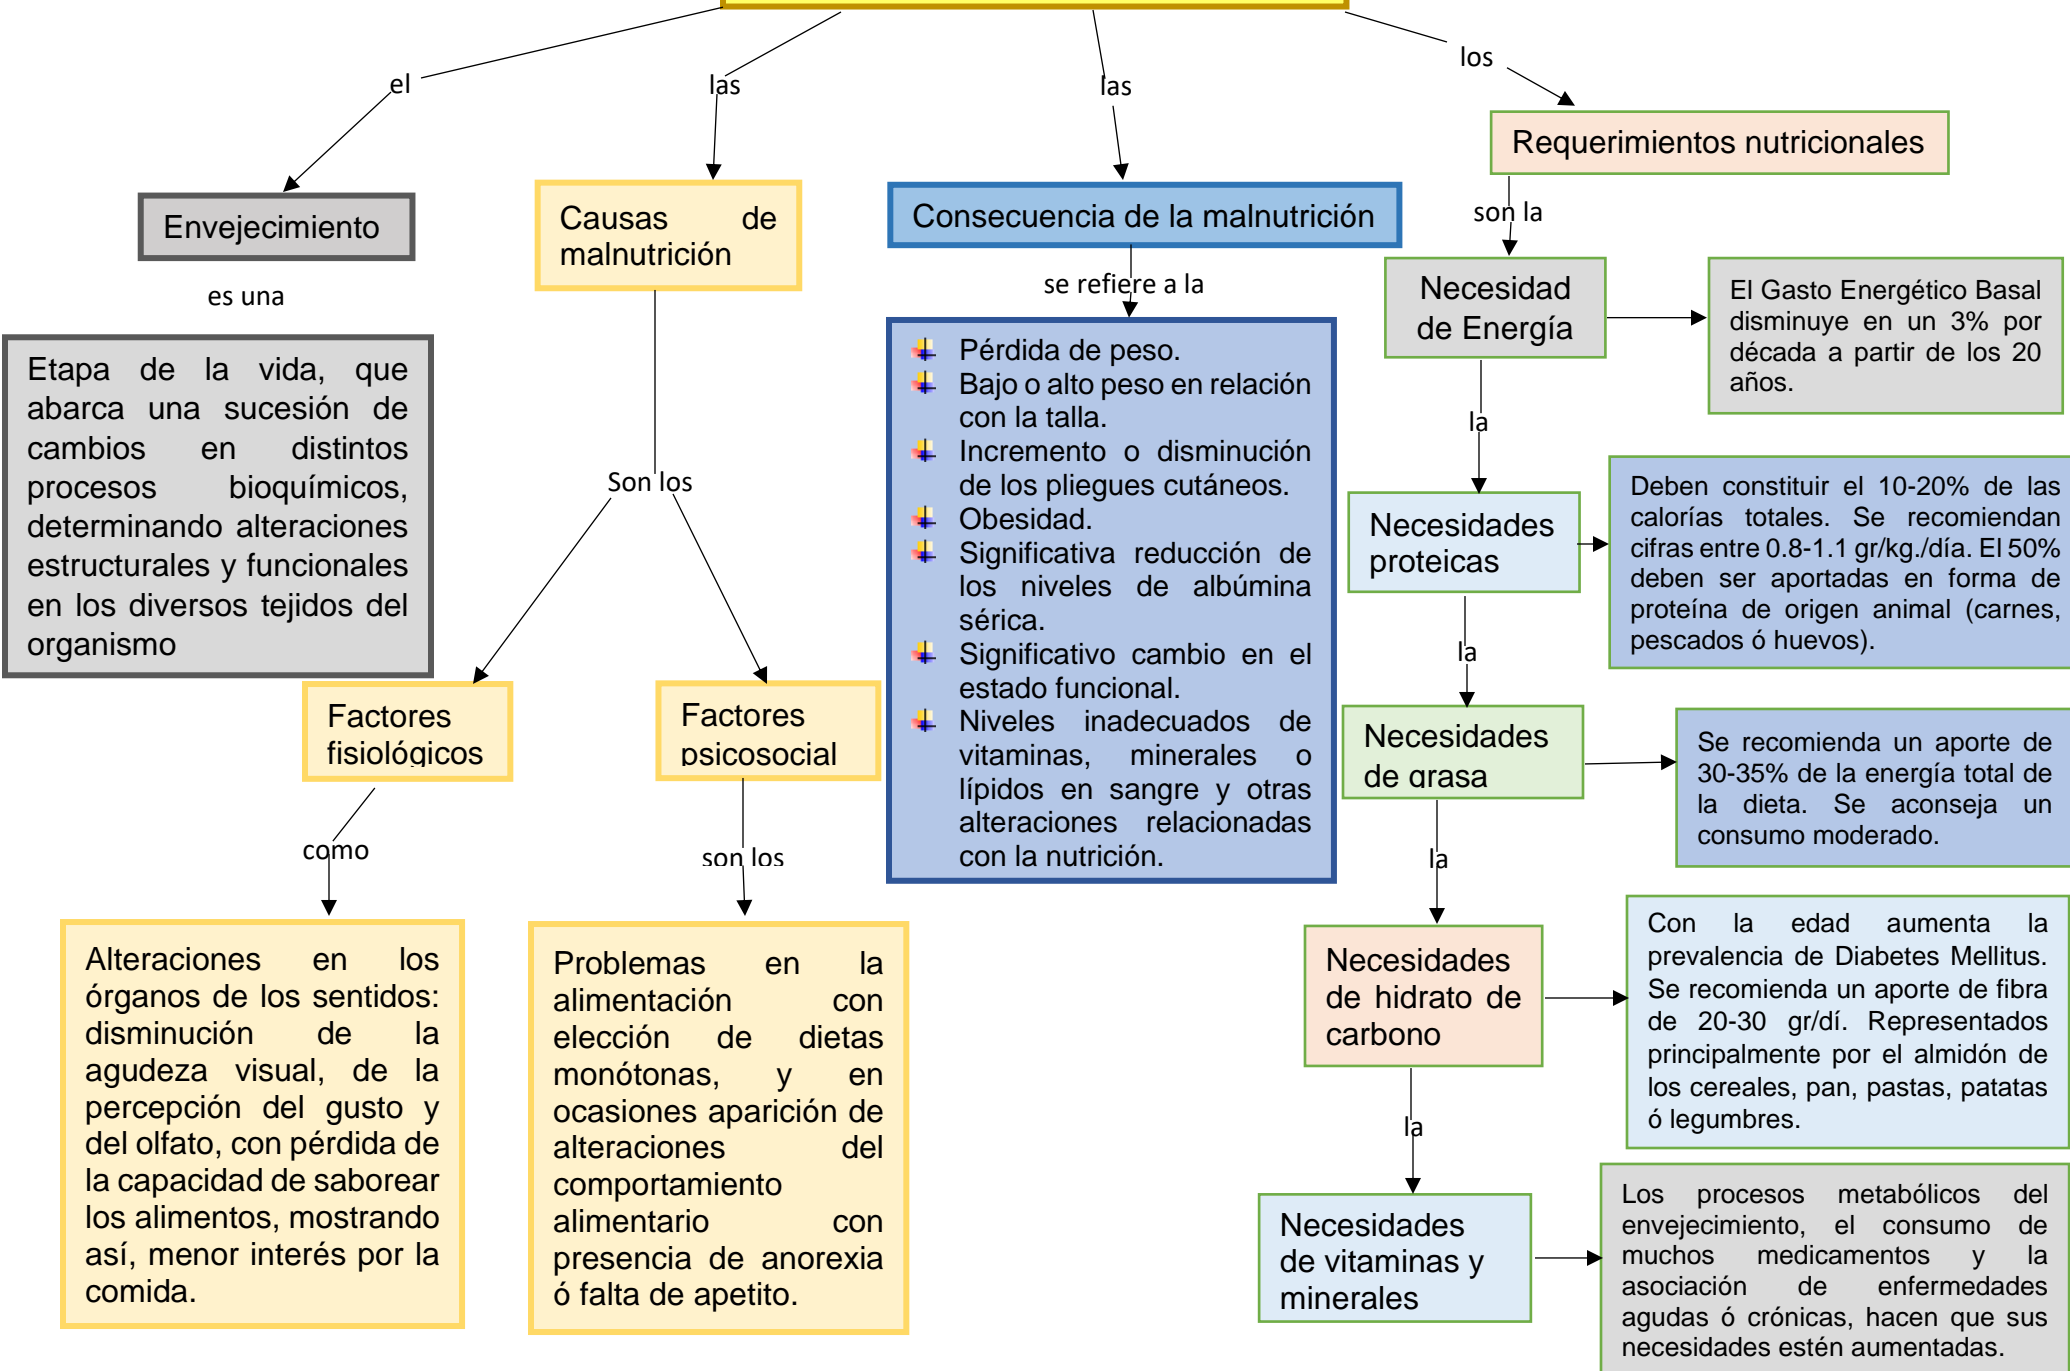 el
las
las
los
Envejecimiento
es una
Etapa de la vida, que
abarca una sucesión de
cambios en distintos
procesos bioquímicos,
determinando alteraciones
estructurales y funcionales
en los diversos tejidos del
organismo
Causas de
malnutrición
Son los
Factores
fisiológicos
como
Alteraciones en los
órganos de los sentidos:
disminución de la
agudeza visual, de la
percepción del gusto y
del olfato, con pérdida de
la capacidad de saborear
los alimentos, mostrando
así, menor interés por la
comida.
Factores
psicosocial
son los
Problemas en la
alimentación con
elección de dietas
monótonas, y en
ocasiones aparición de
alteraciones del
comportamiento
alimentario con
presencia de anorexia
ó falta de apetito.
Consecuencia de la malnutrición
se refiere a la
Pérdida de peso.
Bajo o alto peso en relación
con la talla.
Incremento o disminución
de los pliegues cutáneos.
Obesidad.
Significativa reducción de
los niveles de albúmina
sérica.
Significativo cambio en el
estado funcional.
Niveles inadecuados de
vitaminas, minerales o
lípidos en sangre y otras
alteraciones relacionadas
con la nutrición.
Requerimientos nutricionales
son la
Necesidad
de Energía
El Gasto Energético Basal
disminuye en un 3% por
década a partir de los 20
años.
la
Necesidades
proteicas
Deben constituir el 10-20% de las
calorías totales. Se recomiendan
cifras entre 0.8-1.1 gr/kg./día. El 50%
deben ser aportadas en forma de
proteína de origen animal (carnes,
pescados ó huevos).
la
Necesidades
de grasa
Se recomienda un aporte de
30-35% de la energía total de
la dieta. Se aconseja un
consumo moderado.
la
Necesidades
de hidrato de
carbono
Con la edad aumenta la
prevalencia de Diabetes Mellitus.
Se recomienda un aporte de fibra
de 20-30 gr/dí. Representados
principalmente por el almidón de
los cereales, pan, pastas, patatas
ó legumbres.
la
Necesidades
de vitaminas y
minerales
Los procesos metabólicos del
envejecimiento, el consumo de
muchos medicamentos y la
asociación de enfermedades
agudas ó crónicas, hacen que sus
necesidades estén aumentadas.